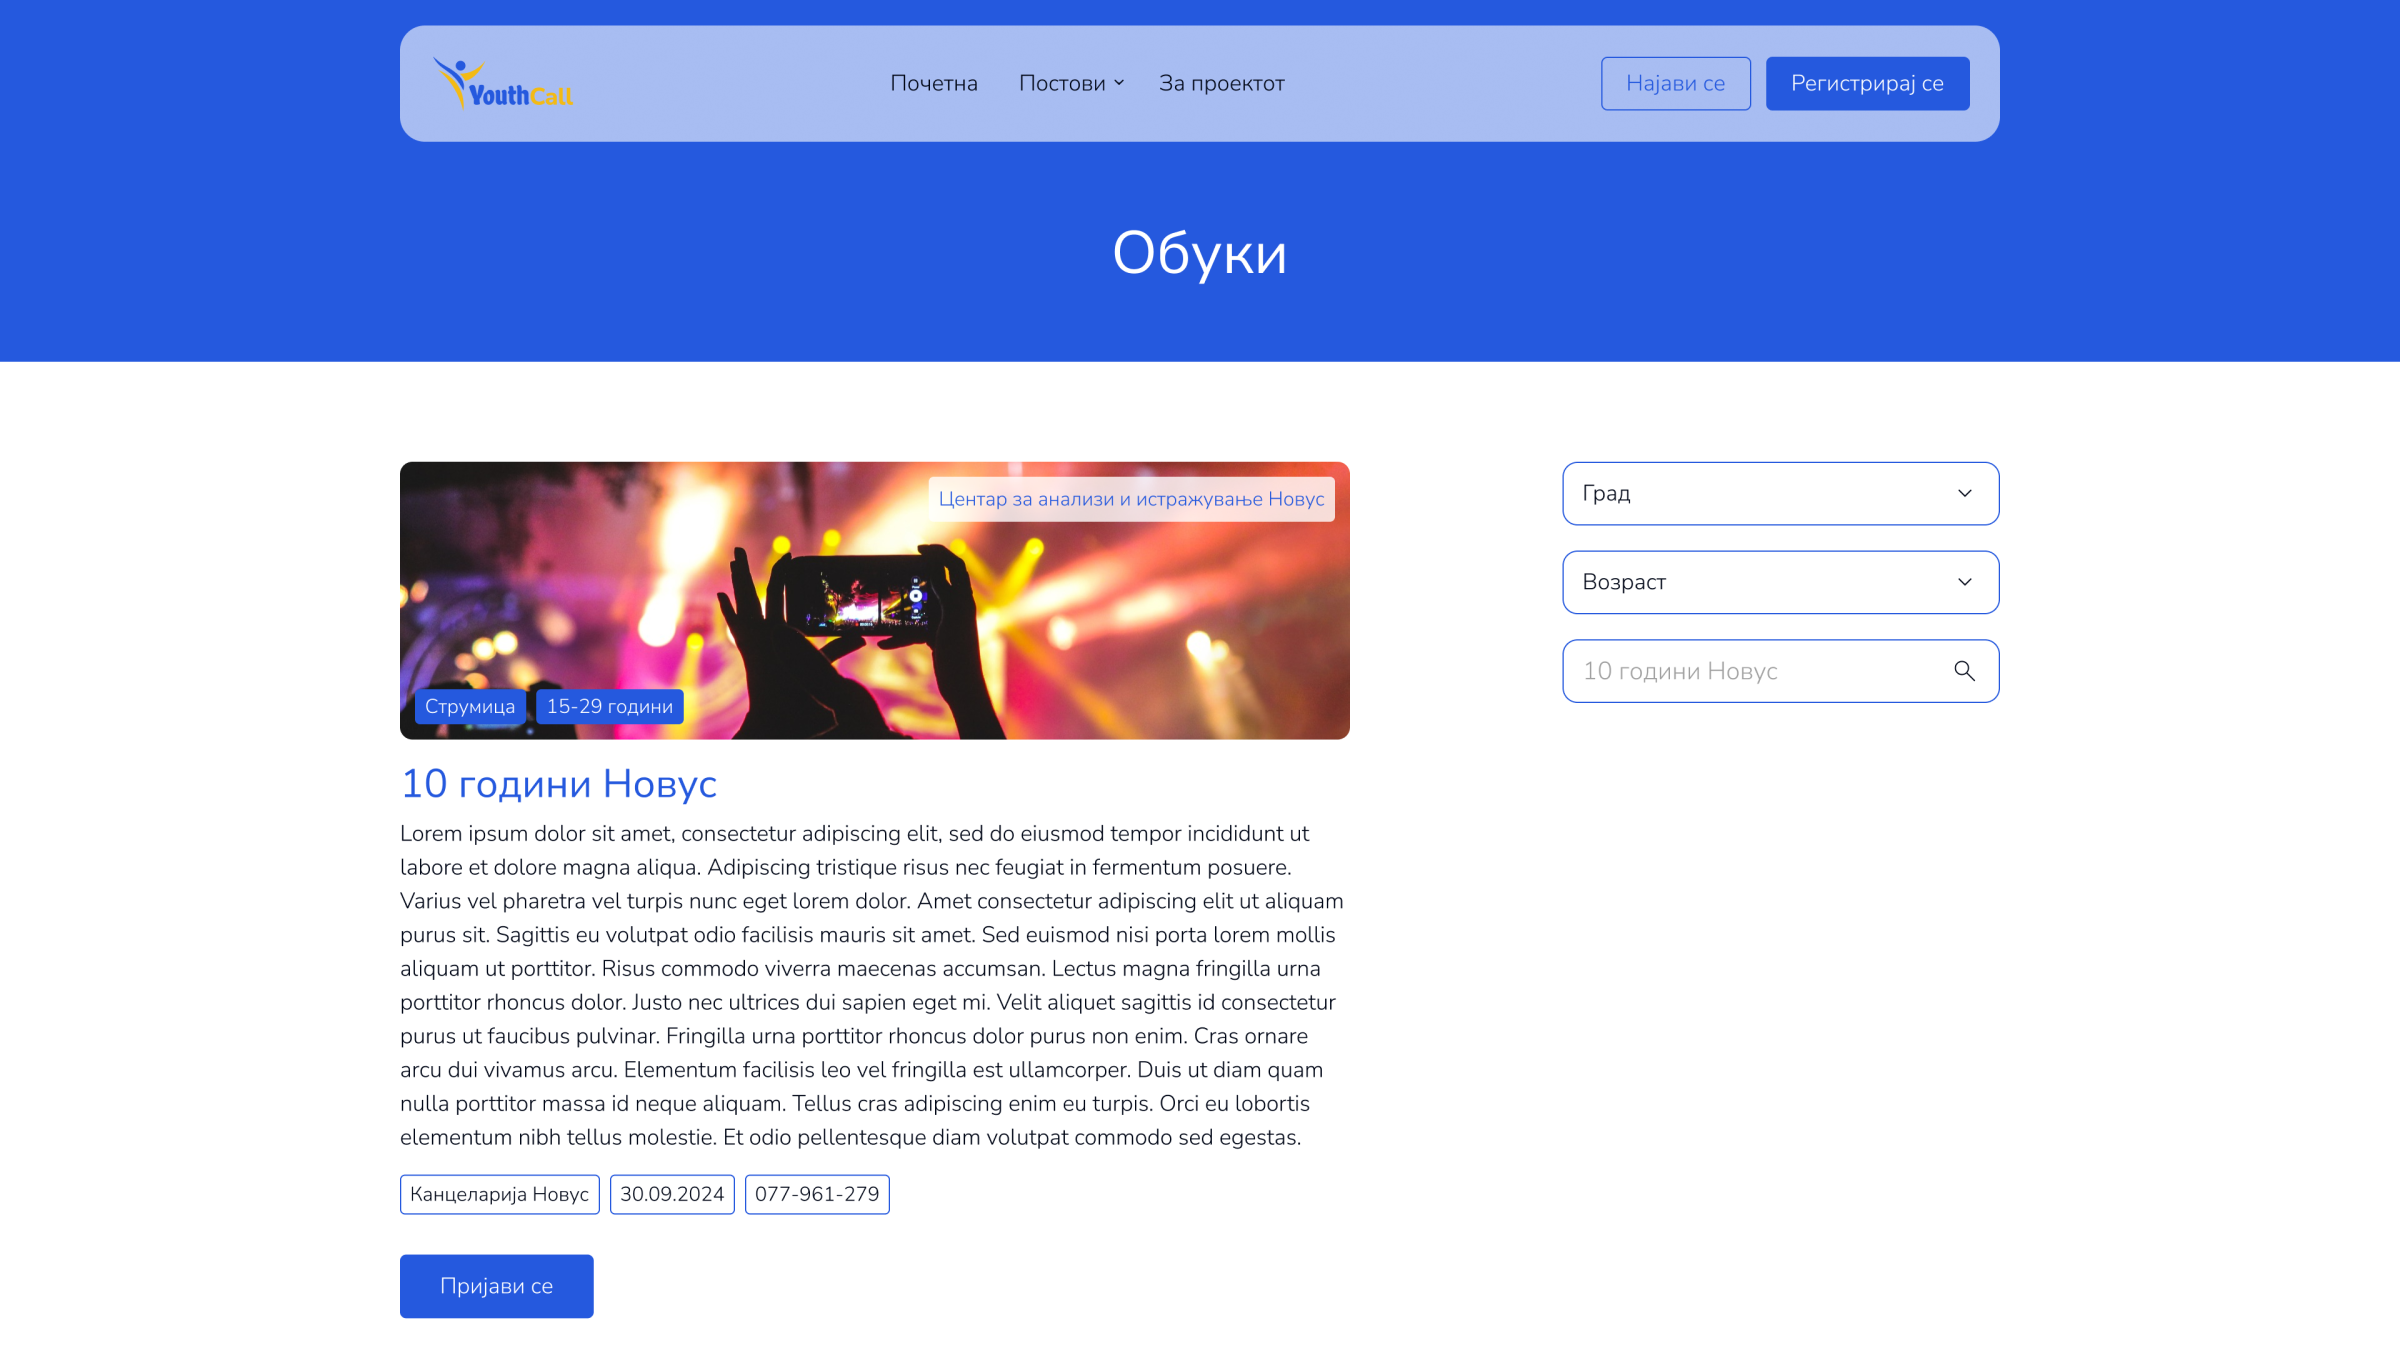 YouthCall
Почетна
Постови
За проектот
Најави се
Регистрирај се
Обуки
Центар за анализи и истражување Новус
Струмица
15-29 години
10 години Новус
Lorem ipsum dolor sit amet, consectetur adipiscing elit, sed do eiusmod tempor incididunt ut
labore et dolore magna aliqua. Adipiscing tristique risus nec feugiat in fermentum posuere.
Varius vel pharetra vel turpis nunc eget lorem dolor. Amet consectetur adipiscing elit ut aliquam
purus sit. Sagittis eu volutpat odio facilisis mauris sit amet. Sed euismod nisi porta lorem mollis
aliquam ut porttitor. Risus commodo viverra maecenas accumsan. Lectus magna fringilla urna
porttitor rhoncus dolor. Justo nec ultrices dui sapien eget mi. Velit aliquet sagittis id consectetur
purus ut faucibus pulvinar. Fringilla urna porttitor rhoncus dolor purus non enim. Cras ornare
arcu dui vivamus arcu. Elementum facilisis leo vel fringilla est ullamcorper. Duis ut diam quam
nulla porttitor massa id neque aliquam. Tellus cras adipiscing enim eu turpis. Orci eu lobortis
elementum nibh tellus molestie. Et odio pellentesque diam volutpat commodo sed egestas.
Канцеларија Новус
30.09.2024
077-961-279
Пријави се
Град
Возраст
10 години Новус